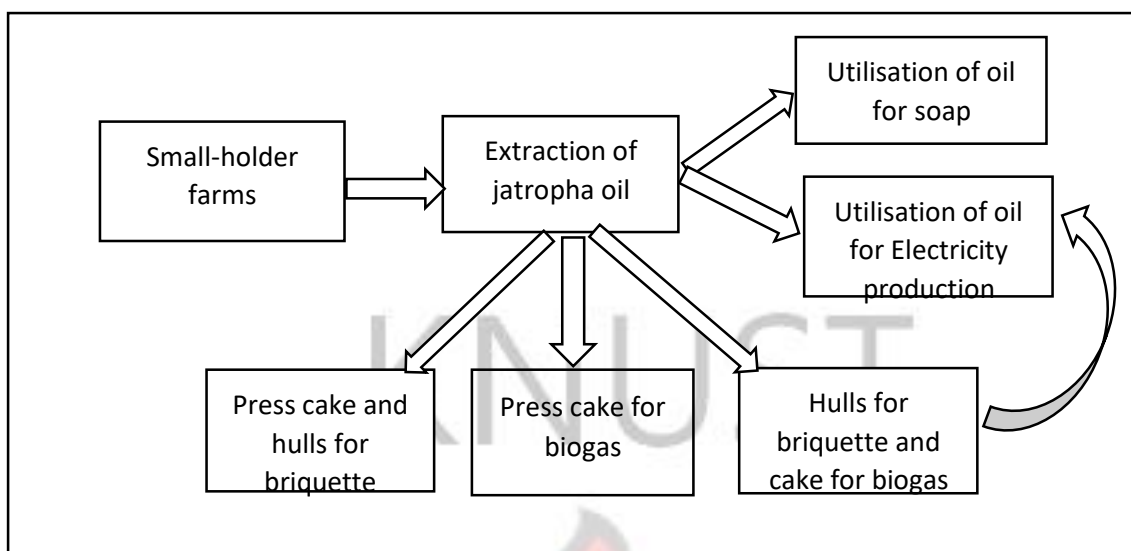 Utilisation of oil
for soap
Small-holder
farms
Extraction of
jatropha oil
Utilisation of oil
for Electricity
production
KNUST
Press cake and
hulls for
briquette
Press cake for
biogas
Hulls for
briquette and
cake for biogas